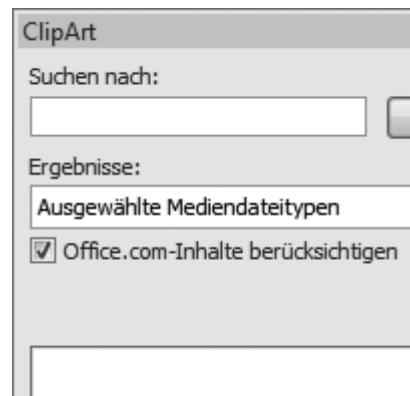 ClipArt
Suchen nach:
Ergebnisse:
Ausgewählte Mediendateitypen
Office.com-Inhalte berücksichtigen